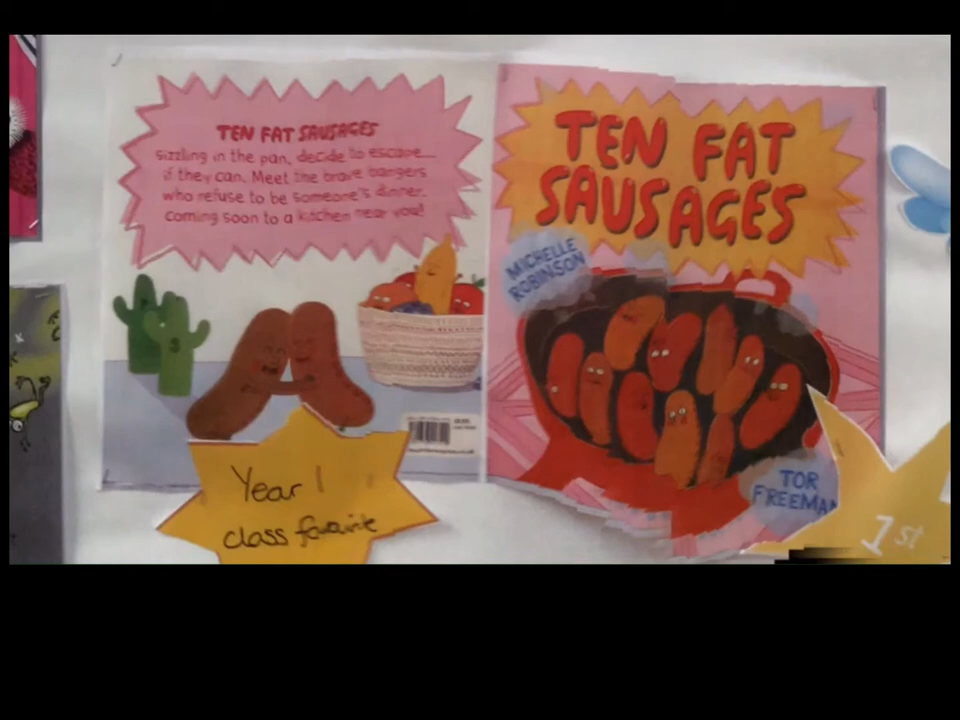 TEN FAT SAUSAGES
sizzling in the pan, decide to escape...
if they can. Meet the brave bangers
who refuse to be someone's dinner.
Coming soon to a kitchen near you!
Year 1
class favourite
TEN FAT
SAUSAGES
MICHELLE
ROBINSON
TOR
FREEMAN
1st